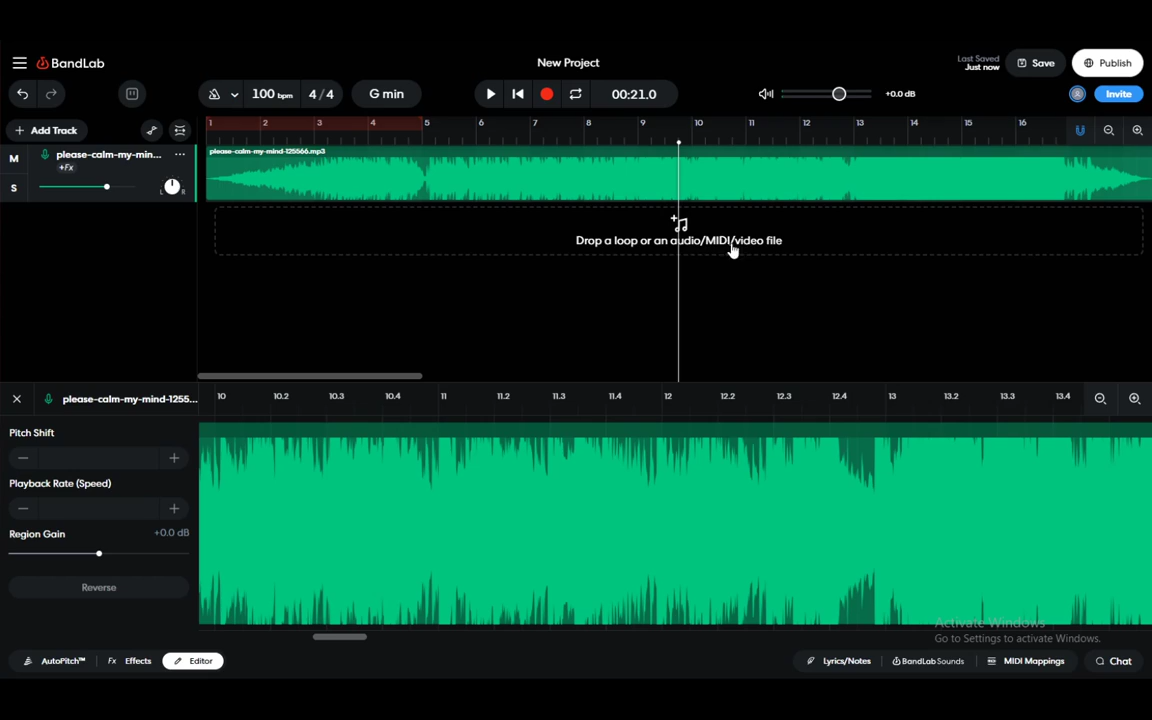 BandLab
New Project
Last Saved
Just now
Save
Publish
100 bpm
4/4
G min
00:21.0
+0.0 dB
Invite
+ Add Track
1 2 3 4 5 6 7 8 9 10 11 12 13 14 15 16
M
please-calm-my-min... ...
+Fx
S
L R
please-calm-my-mind-125566.mp3
Drop a loop or an audio/MIDI/video file
please-calm-my-mind-1255...
10 10.2 10.3 10.4 11 11.2 11.3 11.4 12 12.2 12.3 12.4 13 13.2 13.3 13.4
Pitch Shift
Playback Rate (Speed)
Region Gain +0.0 dB
Reverse
Activate Windows
Go to Settings to activate Windows.
AutoPitch™
Fx Effects
Editor
Lyrics/Notes
BandLab Sounds
MIDI Mappings
Chat